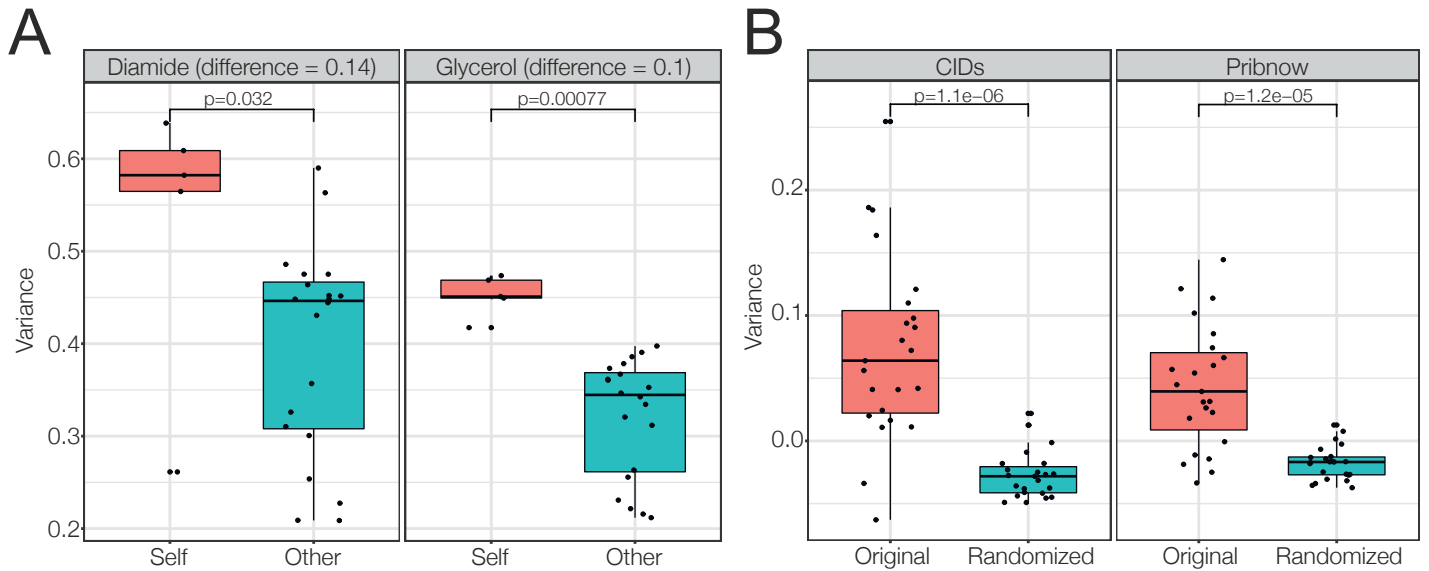 A
B
Diamide (difference = 0.14)
Glycerol (difference = 0.1)
CIDs
Pribnow
p=0.032
p=0.00077
p=1.1e−06
p=1.2e−05
Variance
0.6
0.5
0.4
0.3
0.2
Self
Other
Self
Other
Variance
0.2
0.1
0.0
Original
Randomized
Original
Randomized